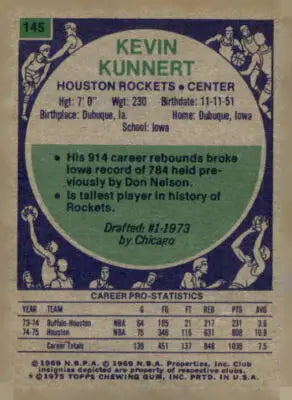 145
KEVIN
KUNNERT
HOUSTON ROCKETS • CENTER
Hgt: 7' 0" Wgt: 230 Birthdate: 11-11-51
Birthplace: Dubuque, Ia. Home: Dubuque, Iowa
School: Iowa
• His 914 career rebounds broke
Iowa record of 784 held pre-
viously by Don Nelson.
• Is tallest player in history of
Rockets.
Drafted: #1-1973
by Chicago
CAREER PRO-STATISTICS
YEAR TEAM G FG FT REB PTS AVG
73-74 Buffalo-Houston NBA 64 105 21 217 231 3.6
74-75 Houston NBA 75 346 116 631 808 10.8
Career Totals 139 451 137 848 1039 7.5
© 1969 N.B.P.A. © 1969 N.B.A. Properties, Inc. Club
insignias depicted are property of respective clubs.
* © 1975 TOPPS CHEWING GUM, INC. PRTD. IN U.S.A.